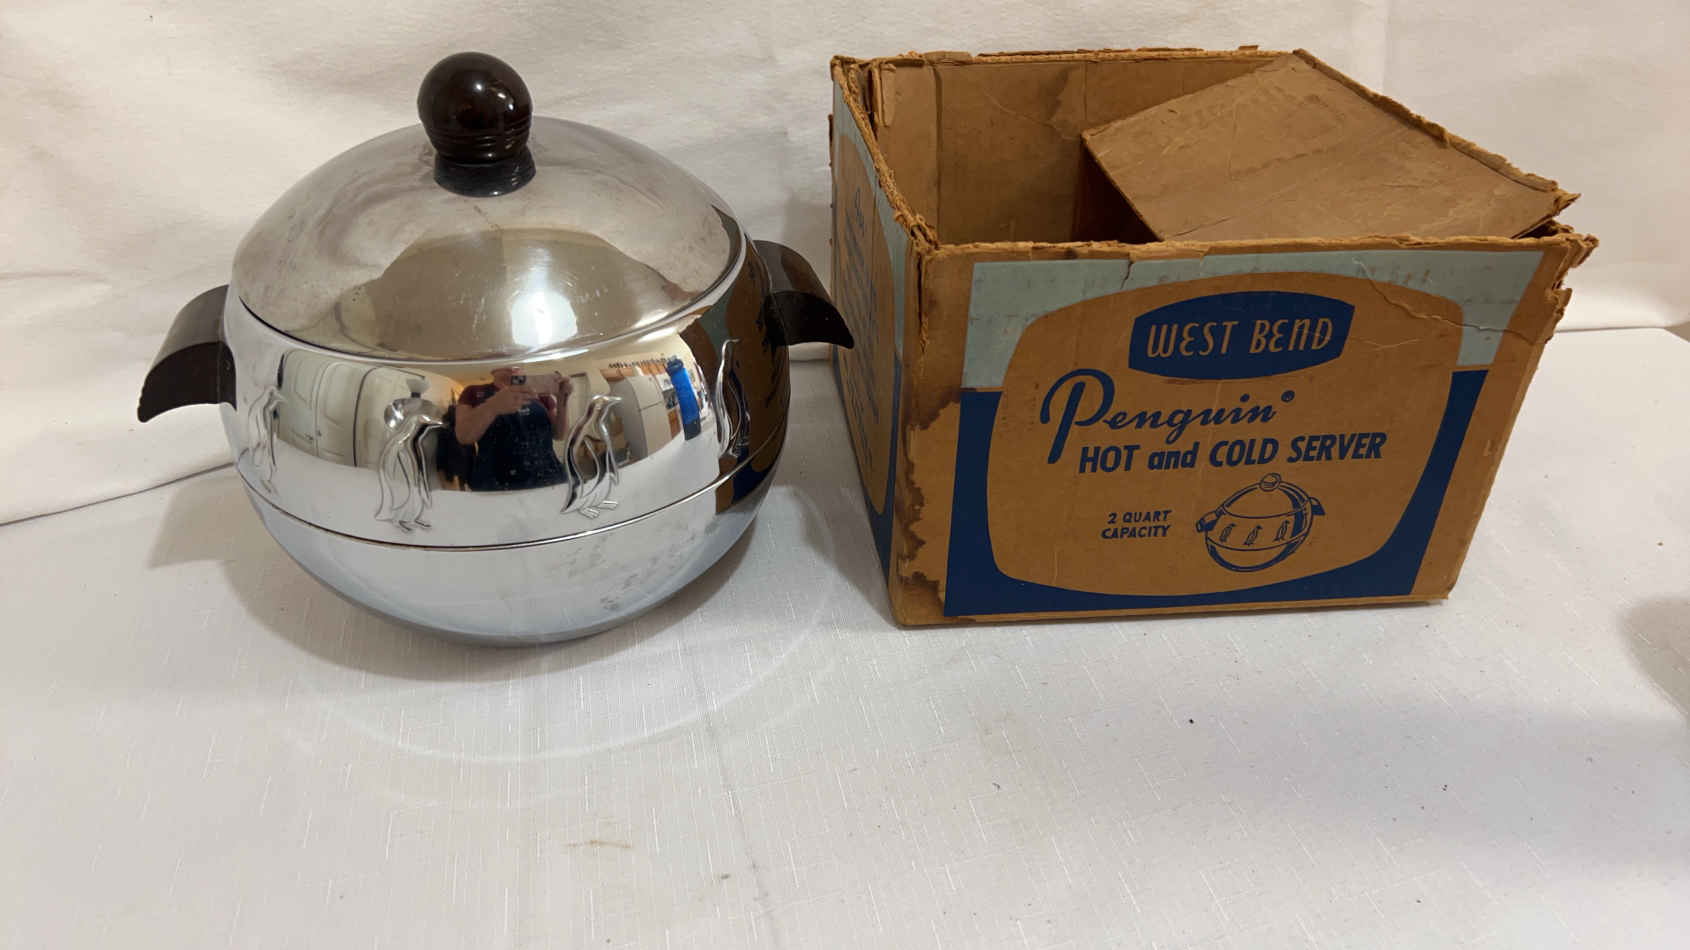 WEST BEND
Penguin®
HOT and COLD SERVER
2 QUART
CAPACITY